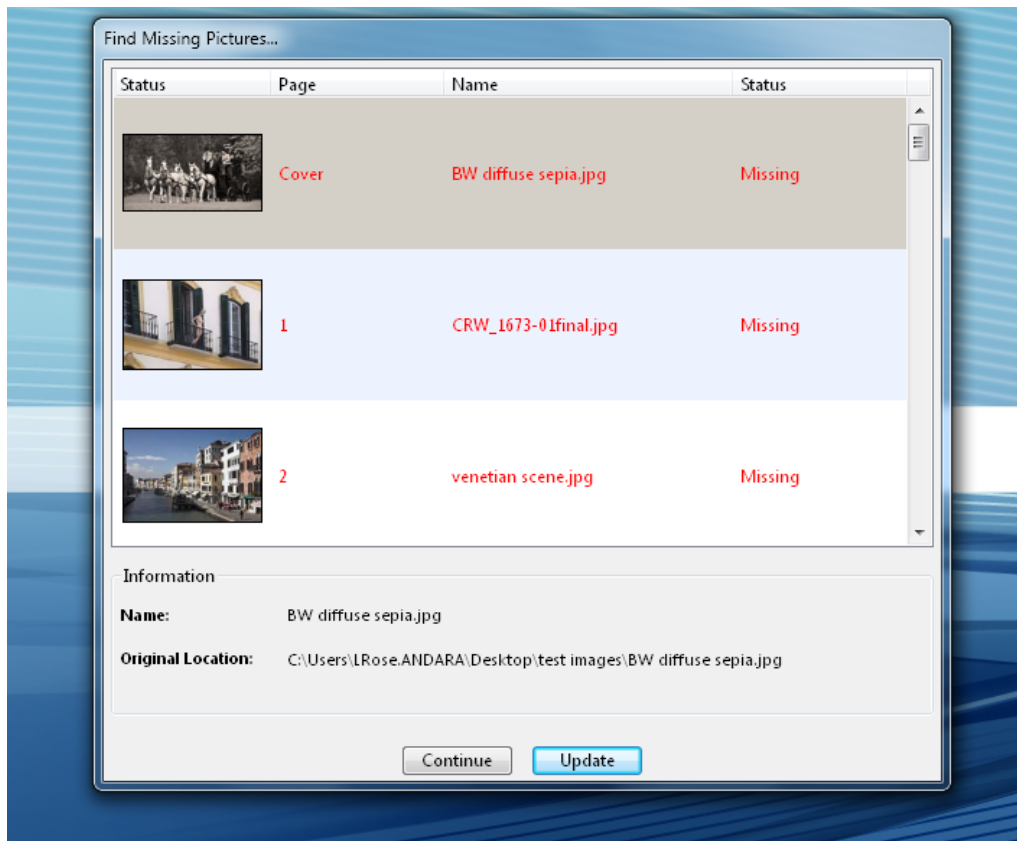 Find Missing Pictures...
Status Page Name Status
Cover BW diffuse sepia.jpg Missing
1 CRW_1673-01final.jpg Missing
2 venetian scene.jpg Missing
Information
Name: BW diffuse sepia.jpg
Original Location: C:\Users\LRose.ANDARA\Desktop\test images\BW diffuse sepia.jpg
Continue Update